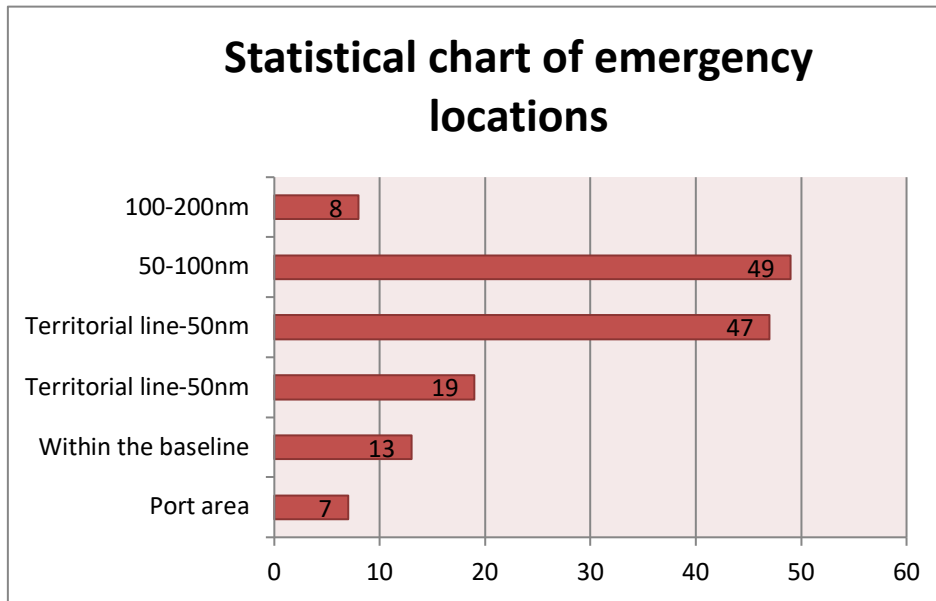 Statistical chart of emergency
locations
100-200nm
8
50-100nm
49
Territorial line-50nm
47
Territorial line-50nm
19
Within the baseline
13
Port area
7
0 10 20 30 40 50 60